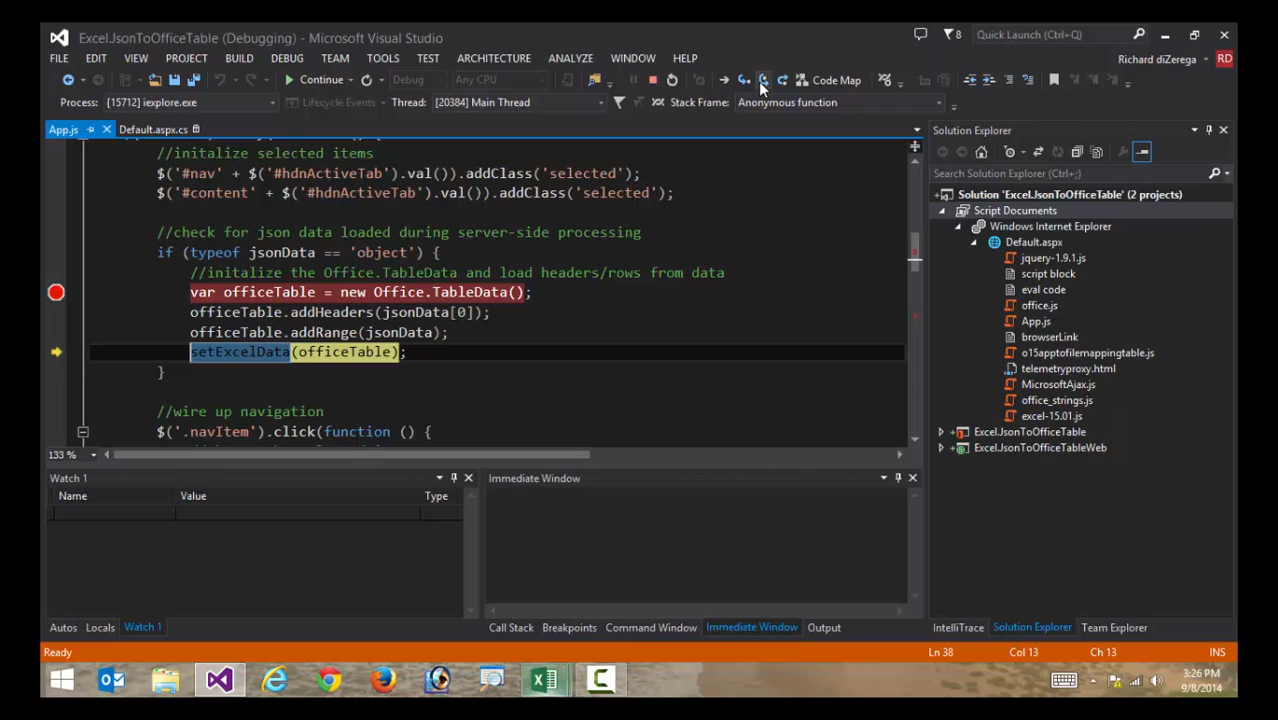 ExcelJsonToOfficeTable (Debugging) - Microsoft Visual Studio
8
Quick Launch (Ctrl+Q)
FILE EDIT VIEW PROJECT BUILD DEBUG TEAM TOOLS TEST ARCHITECTURE ANALYZE WINDOW HELP
Richard diZerega RD
Continue Debug Any CPU Code Map
Process: [15712] iexplore.exe Lifecycle Events Thread: [20384] Main Thread Stack Frame: Anonymous function
App.js Default.aspx.cs
//initalize selected items
$('#nav' + $('#hdnActiveTab').val()).addClass('selected');
$('#content' + $('#hdnActiveTab').val()).addClass('selected');
//check for json data loaded during server-side processing
if (typeof jsonData == 'object') {
//initalize the Office.TableData and load headers/rows from data
var officeTable = new Office.TableData();
officeTable.addHeaders(jsonData[0]);
officeTable.addRange(jsonData);
setExcelData(officeTable);
}
//wire up navigation
$('.navItem').click(function () {
133 %
Solution Explorer
Search Solution Explorer (Ctrl+;)
Solution 'ExcelJsonToOfficeTable' (2 projects)
Script Documents
Windows Internet Explorer
Default.aspx
jquery-1.9.1.js
script block
eval code
office.js
App.js
browserLink
o15apptofilemappingtable.js
telemetryproxy.html
MicrosoftAjax.js
office_strings.js
excel-15.01.js
ExcelJsonToOfficeTable
ExcelJsonToOfficeTableWeb
Watch 1
Name Value Type
Immediate Window
Autos Locals Watch 1
Call Stack Breakpoints Command Window Immediate Window Output
IntelliTrace Solution Explorer Team Explorer
Ready Ln 38 Col 13 Ch 13 INS
3:26 PM
9/8/2014